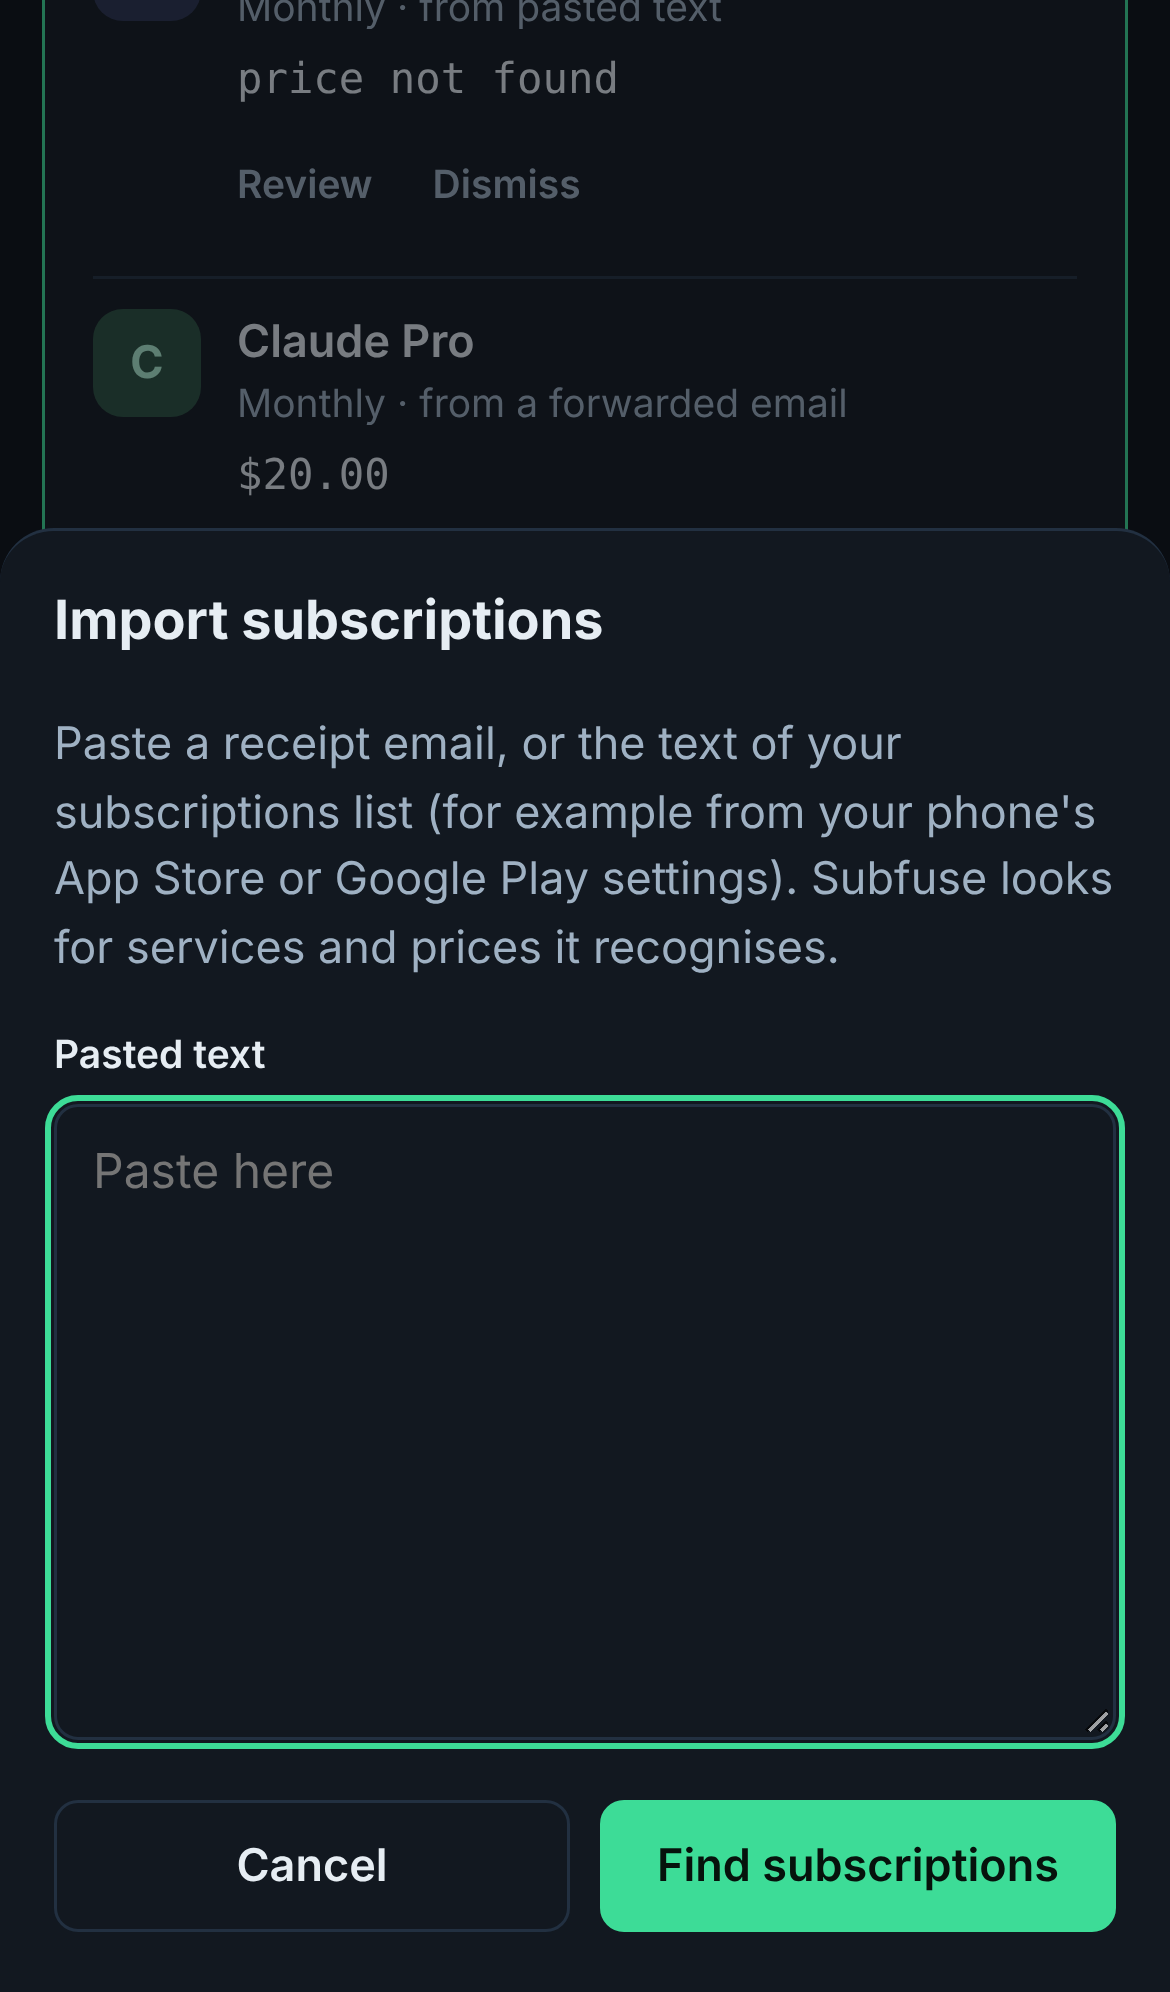 Monthly · from pasted text
price not found
Review Dismiss
C
Claude Pro
Monthly · from a forwarded email
$20.00
Import subscriptions
Paste a receipt email, or the text of your
subscriptions list (for example from your phone's
App Store or Google Play settings). Subfuse looks
for services and prices it recognises.
Pasted text
Paste here
Cancel
Find subscriptions